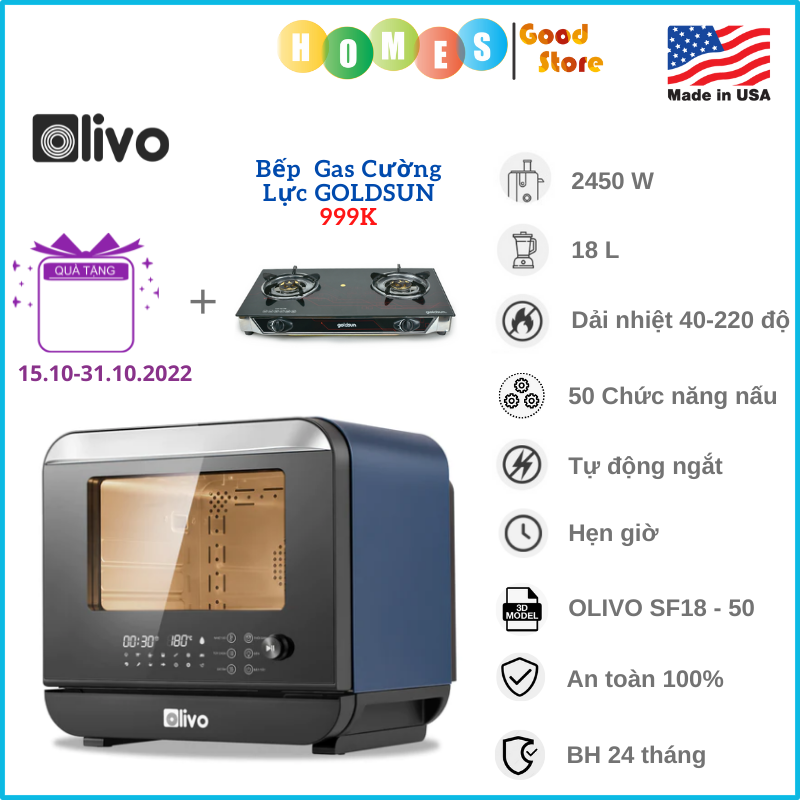 HOMES
Good
Store
Made in USA
Olivo
Bếp Gas Cường
Lực GOLDSUN
999K
QUÀ TẶNG
+
goldsun
15.10-31.10.2022
2450 W
18 L
Dải nhiệt 40-220 độ
50 Chức năng nấu
Tự động ngắt
Hẹn giờ
3D
MODEL
OLIVO SF18 - 50
An toàn 100%
BH 24 tháng
00:30
180℃
Olivo